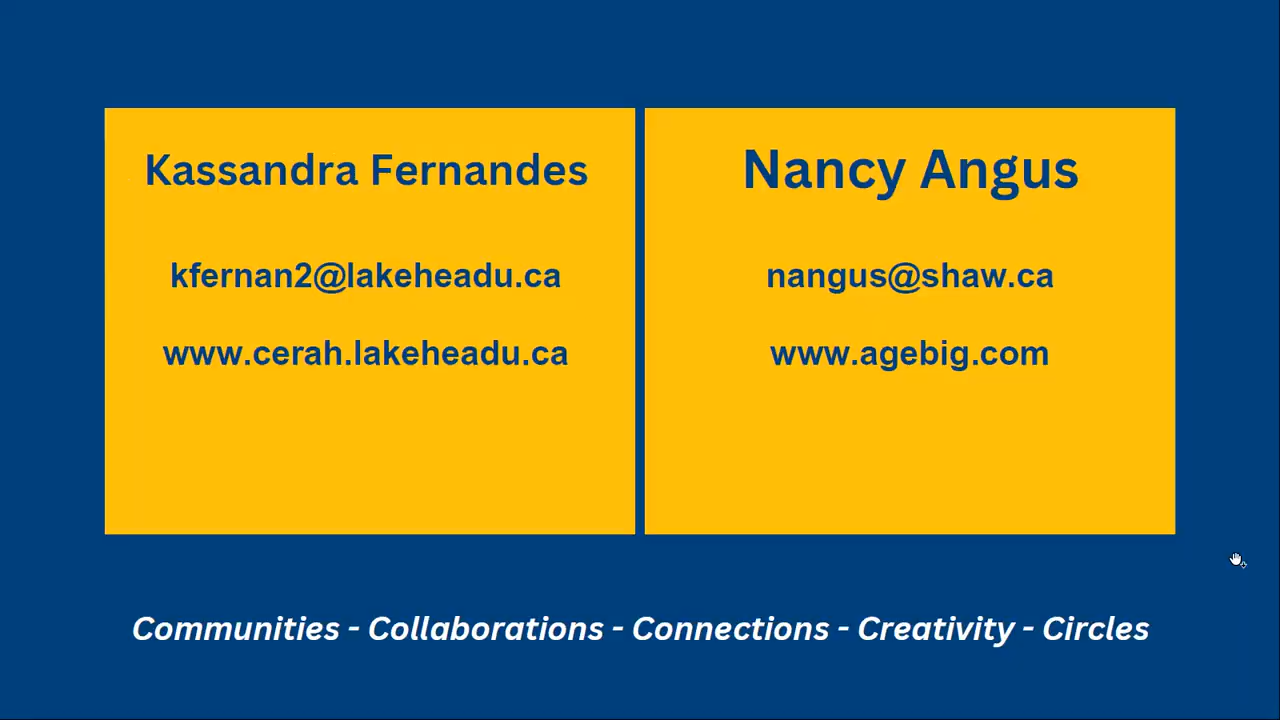 Kassandra Fernandes
kfernan2@lakeheadu.ca
www.cerah.lakeheadu.ca
Nancy Angus
nangus@shaw.ca
www.agebig.com
Communities - Collaborations - Connections - Creativity - Circles